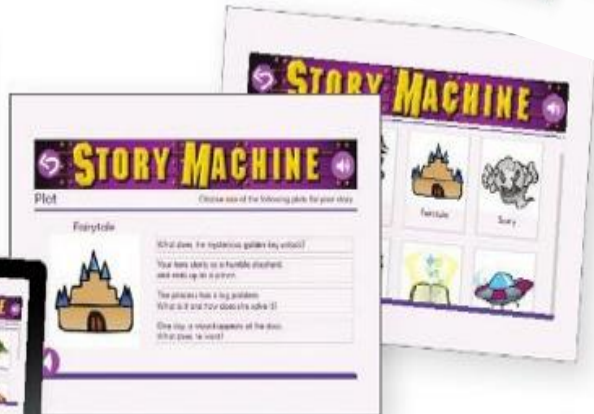 STORY MACHINE
STORY MACHINE
Fairytale
Scary
Plot
Choose one of the following plots for your story
Fairytale
What does the mysterious golden key unlock?
Your hero starts as a humble shepherd
and ends up as a prince.
The princess has a big problem.
What is it and how does she solve it?
One day, a wizard appears at the door.
What does he want?